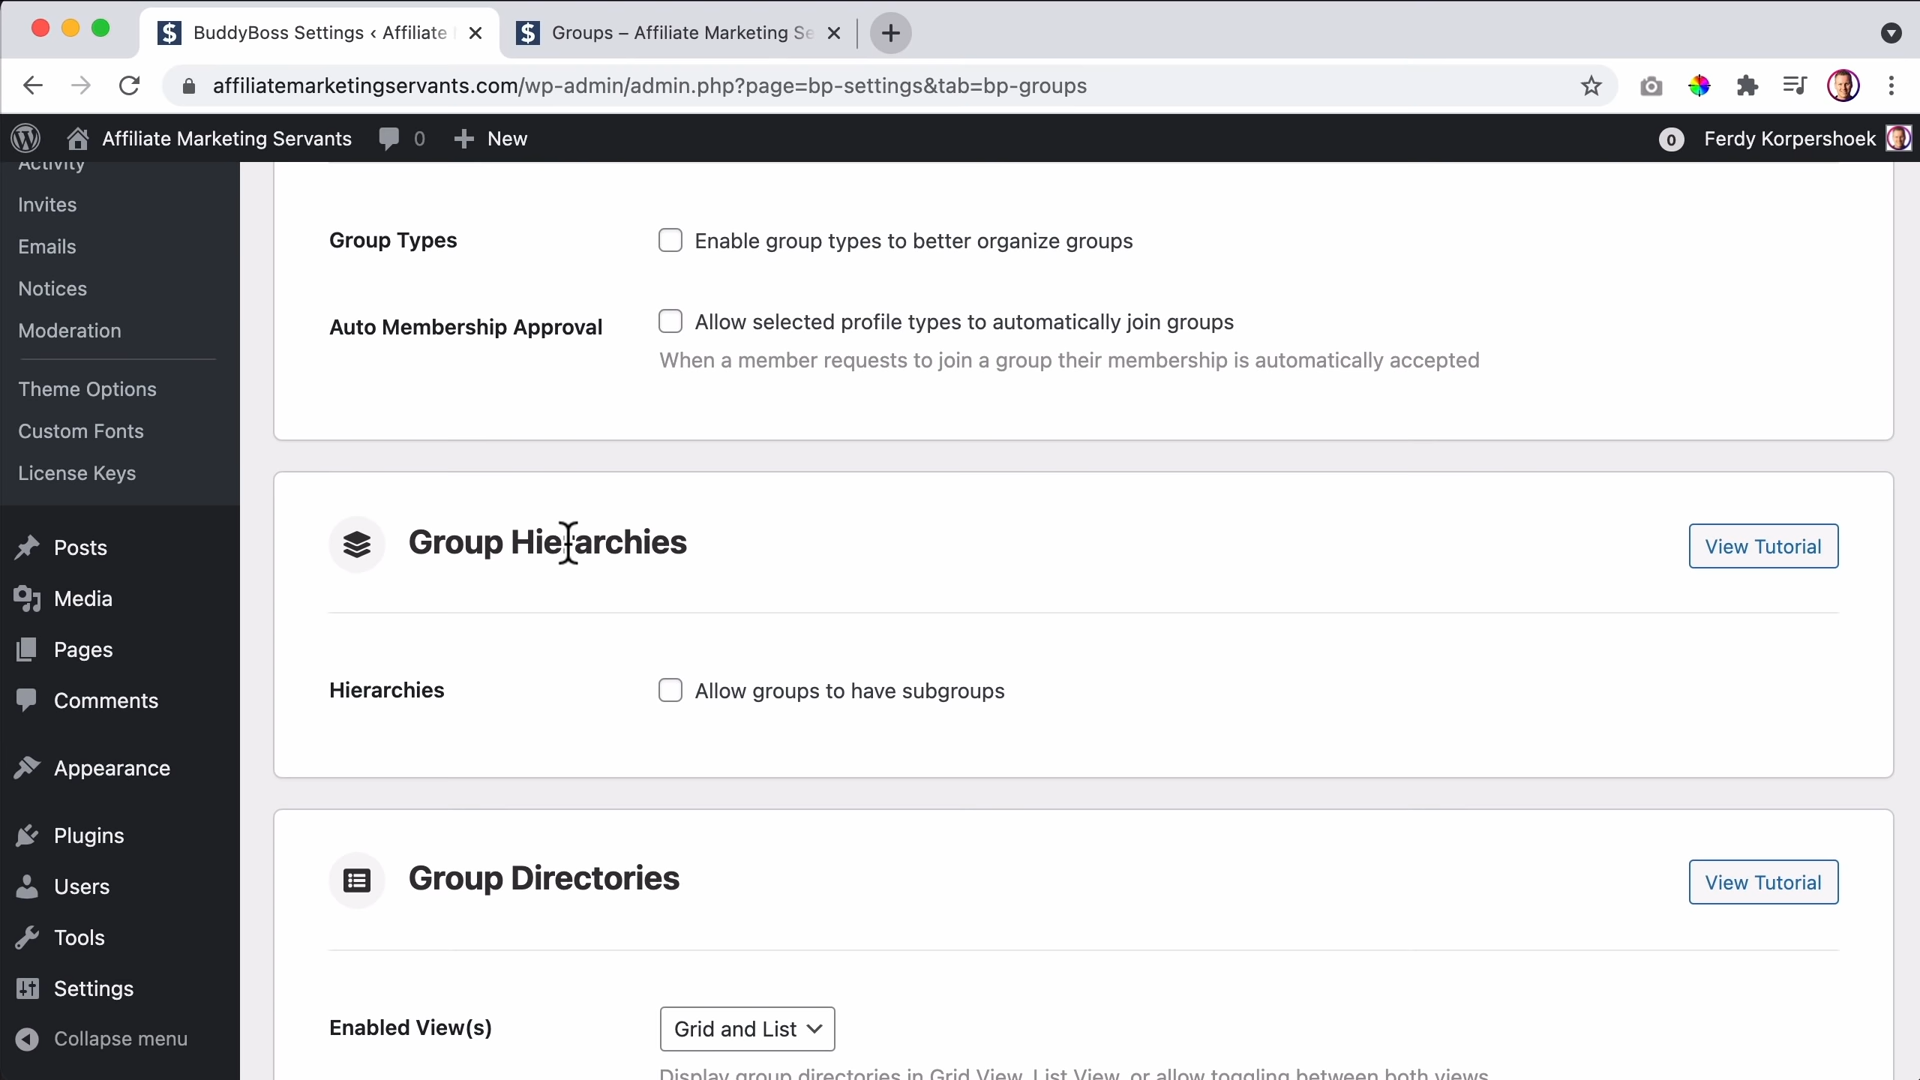 BuddyBoss Settings ‹ Affiliate
Groups – Affiliate Marketing Se
affiliatemarketingservants.com/wp-admin/admin.php?page=bp-settings&tab=bp-groups
Affiliate Marketing Servants
0
New
0
Ferdy Korpershoek
Activity
Invites
Emails
Notices
Moderation
Theme Options
Custom Fonts
License Keys
Posts
Media
Pages
Comments
Appearance
Plugins
Users
Tools
Settings
Collapse menu
Group Types
Enable group types to better organize groups
Auto Membership Approval
Allow selected profile types to automatically join groups
When a member requests to join a group their membership is automatically accepted
Group Hierarchies
View Tutorial
Hierarchies
Allow groups to have subgroups
Group Directories
View Tutorial
Enabled View(s)
Grid and List
Display group directories in Grid View, List View, or allow toggling between both views